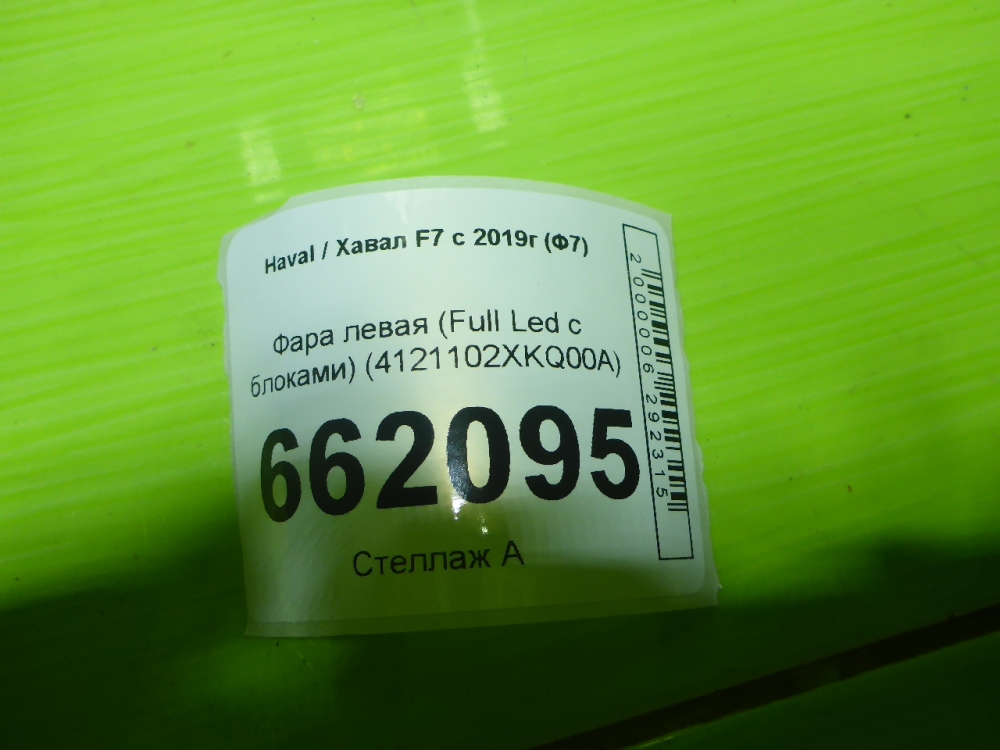 Haval / Хавал F7 с 2019г (Ф7)
Фара левая (Full Led с
блоками) (4121102XKQ00A)
662095
Стеллаж А
2000006292315